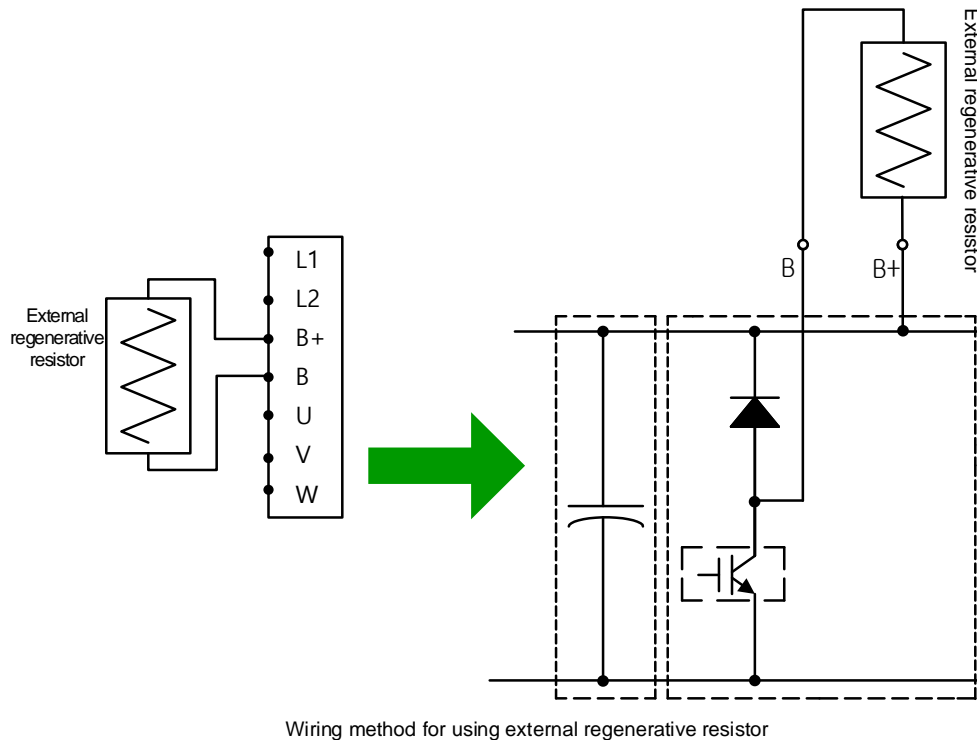 External
regenerative
resistor
L1
L2
B+
B
U
V
W
B
B+
External regenerative resistor
Wiring method for using external regenerative resistor